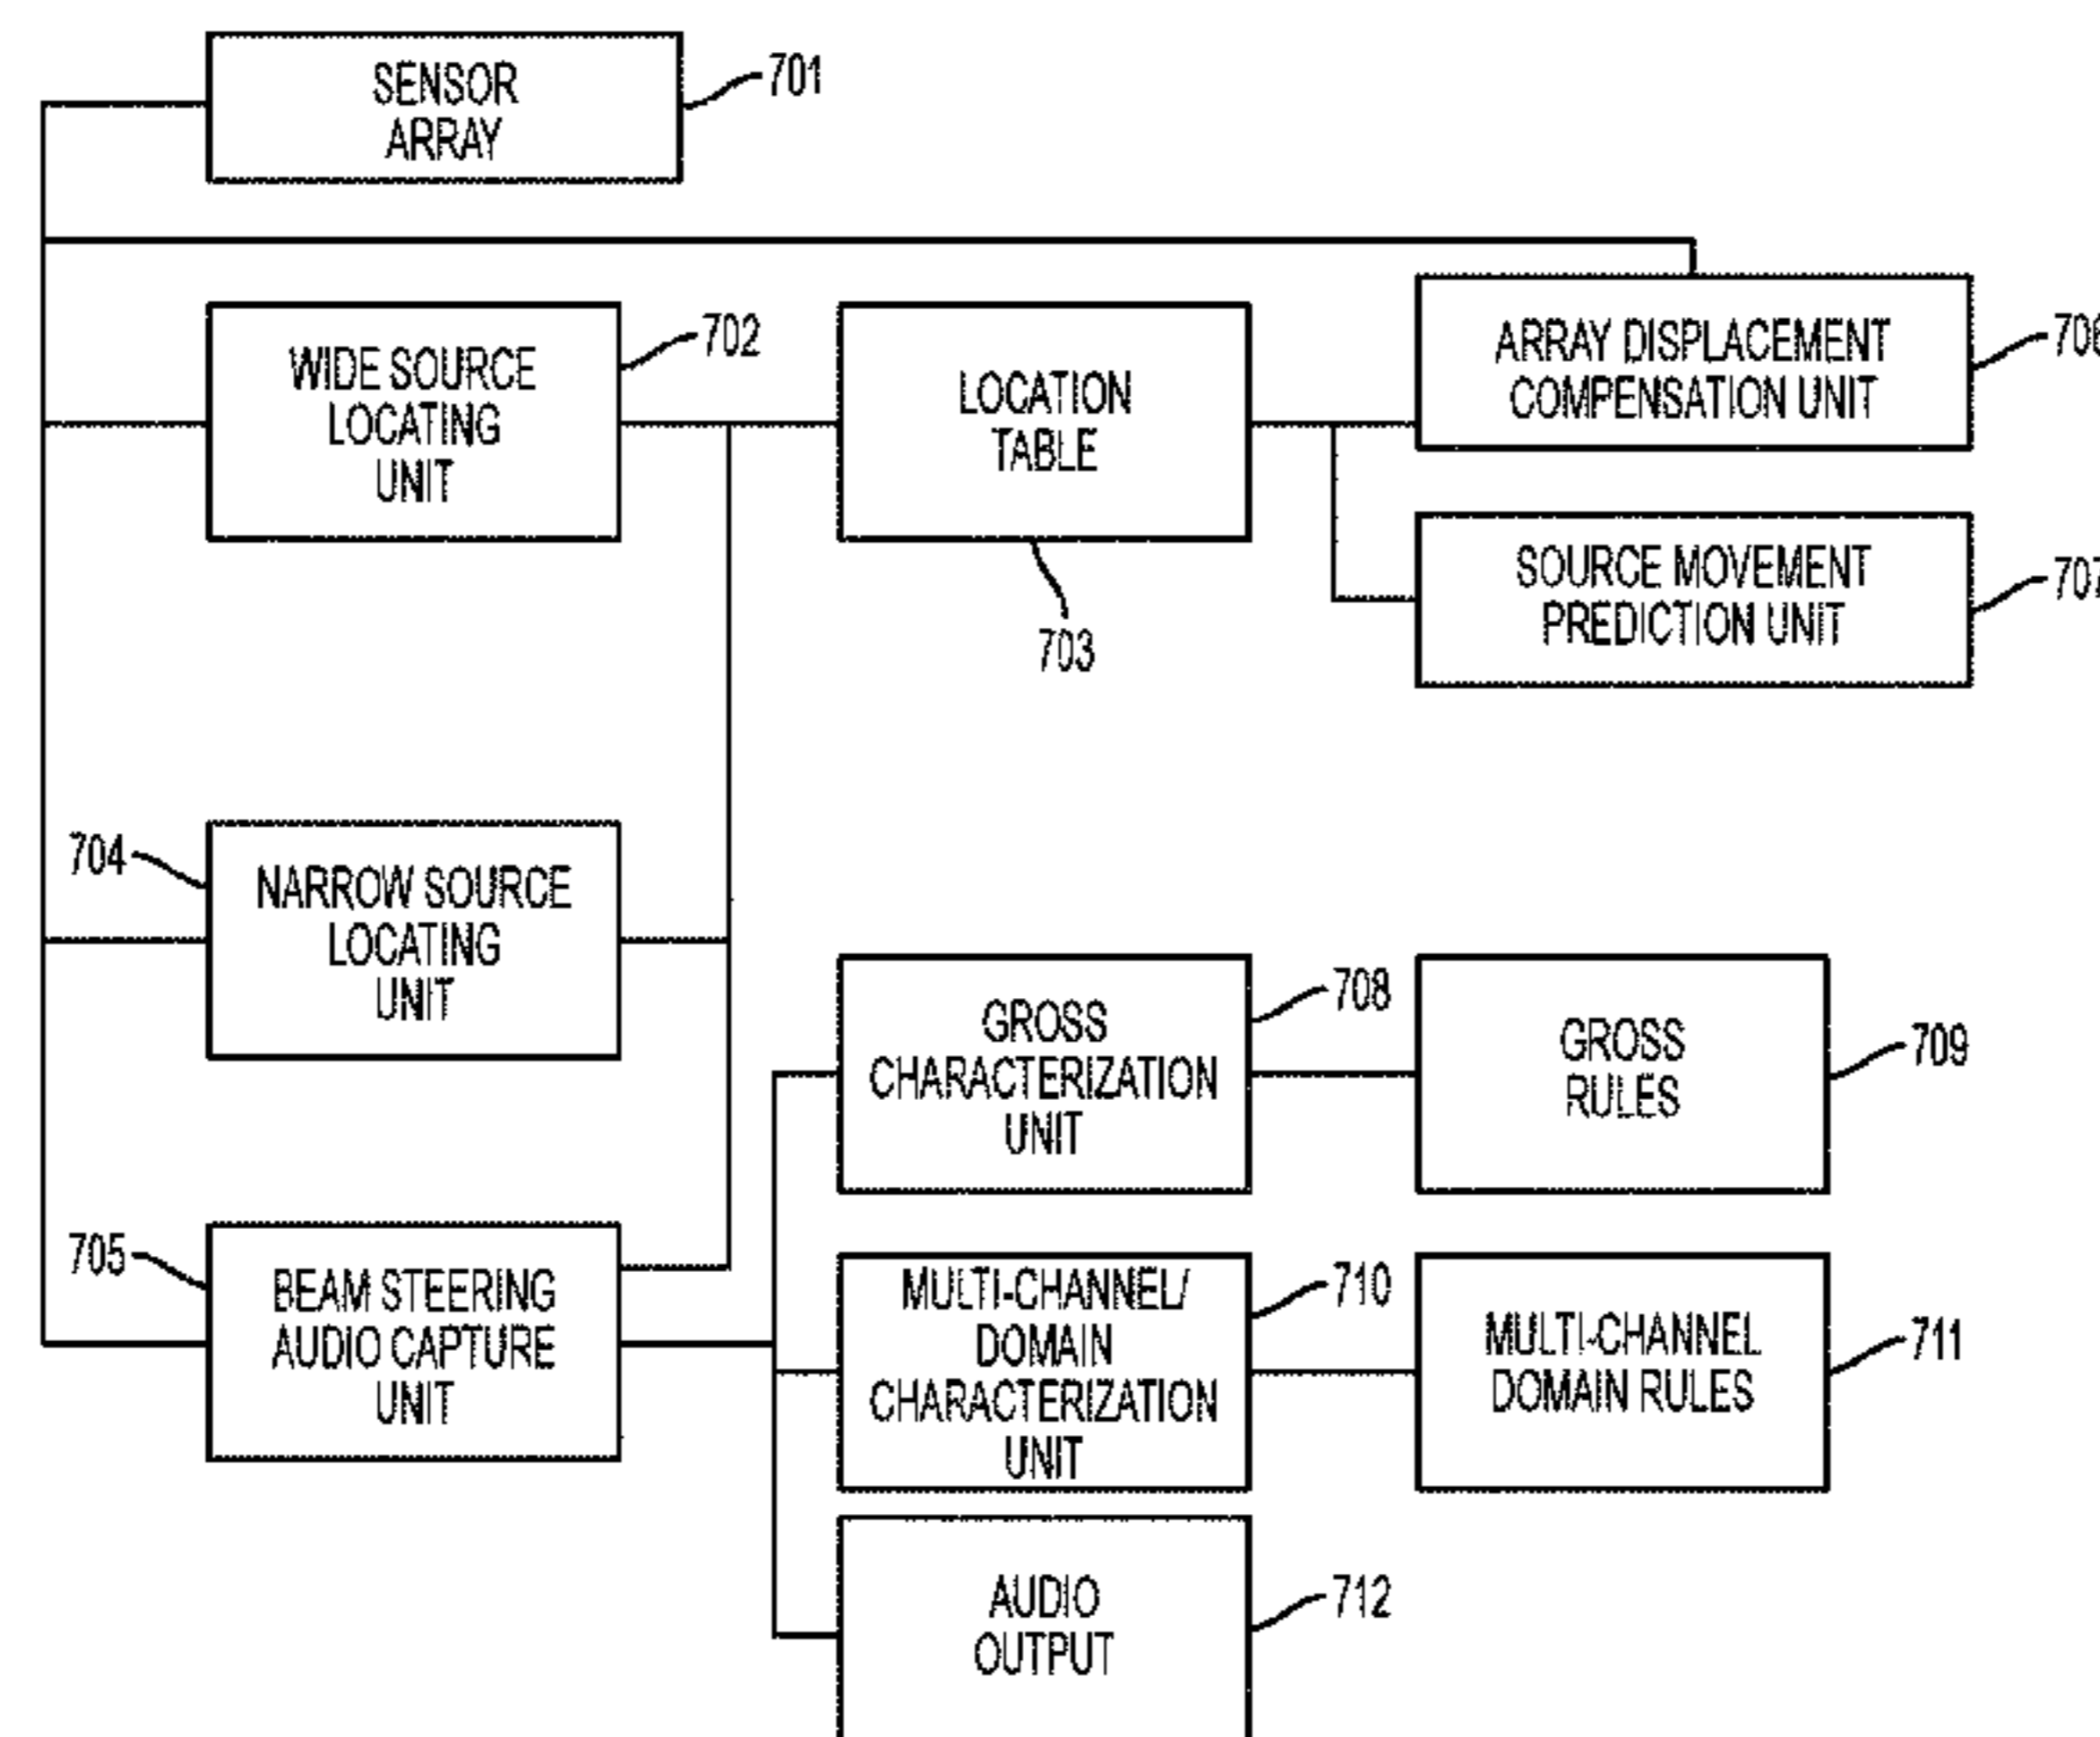 SENSOR
ARRAY
701
WIDE SOURCE
LOCATING
UNIT
702
LOCATION
TABLE
703
ARRAY DISPLACEMENT
COMPENSATION UNIT
706
SOURCE MOVEMENT
PREDICTION UNIT
707
704
NARROW SOURCE
LOCATING
UNIT
GROSS
CHARACTERIZATION
UNIT
708
GROSS
RULES
709
705
BEAM STEERING
AUDIO CAPTURE
UNIT
MULTI-CHANNEL/
DOMAIN
CHARACTERIZATION
UNIT
710
MULTI-CHANNEL
DOMAIN RULES
711
AUDIO
OUTPUT
712